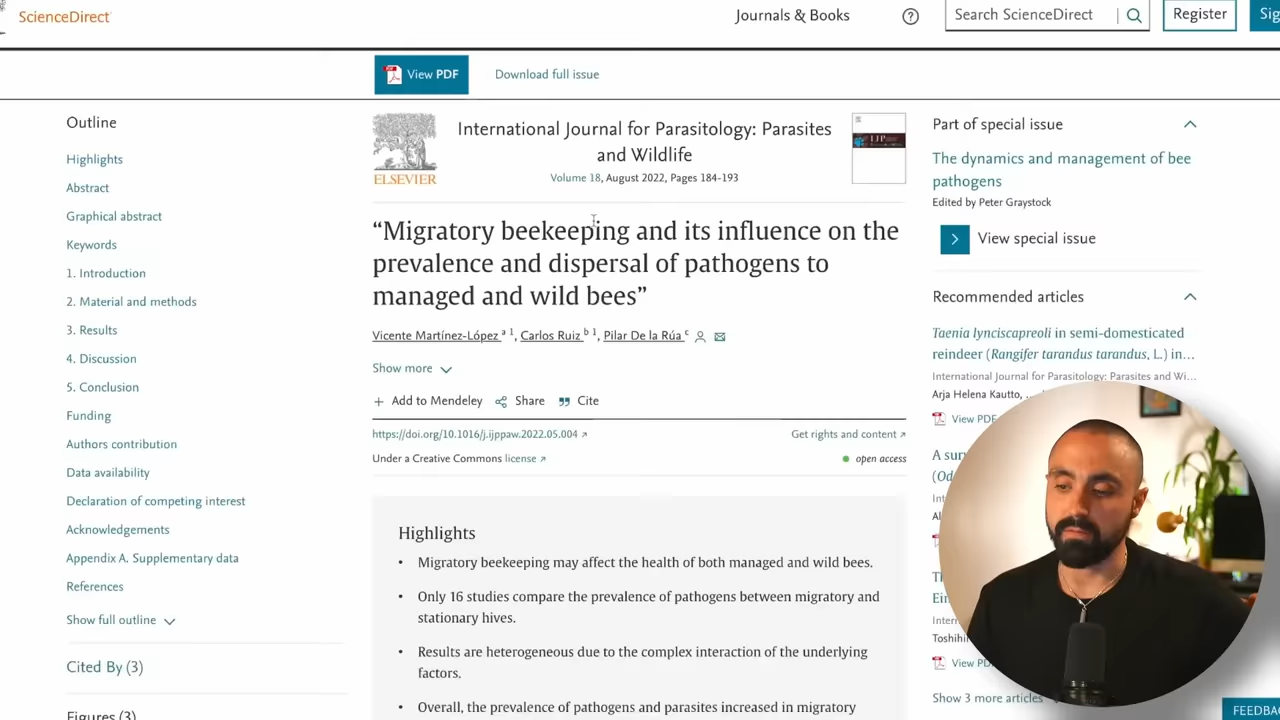 ScienceDirect
Journals & Books
?
Search ScienceDirect
Register
View PDF
Download full issue
Outline
Highlights
Abstract
Graphical abstract
Keywords
1. Introduction
2. Material and methods
3. Results
4. Discussion
5. Conclusion
Funding
Authors contribution
Data availability
Declaration of competing interest
Acknowledgements
Appendix A. Supplementary data
References
Show full outline
Cited By (3)
Figures (3)
ELSEVIER
International Journal for Parasitology: Parasites
and Wildlife
Volume 18, August 2022, Pages 184-193
IJP
“Migratory beekeeping and its influence on the
prevalence and dispersal of pathogens to
managed and wild bees”
Vicente Martínez-López a 1, Carlos Ruiz b 1, Pilar De la Rúa c
Show more
+ Add to Mendeley Share Cite
https://doi.org/10.1016/j.ijppaw.2022.05.004
Get rights and content
Under a Creative Commons license
open access
Highlights
• Migratory beekeeping may affect the health of both managed and wild bees.
• Only 16 studies compare the prevalence of pathogens between migratory and
stationary hives.
• Results are heterogeneous due to the complex interaction of the underlying
factors.
• Overall, the prevalence of pathogens and parasites increased in migratory
Part of special issue
The dynamics and management of bee
pathogens
Edited by Peter Graystock
View special issue
Recommended articles
Taenia lynciscapreoli in semi-domesticated
reindeer (Rangifer tarandus tarandus, L.) in...
International Journal for Parasitology: Parasites and Wi...
Arja Helena Kautto, ...
View PDF
A
View
Show 3 more articles